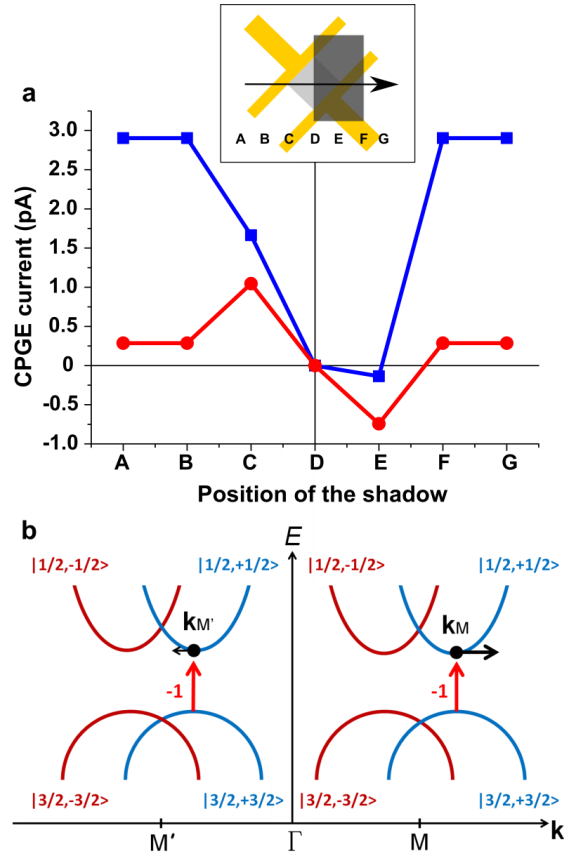 a
A B C D E F G
CPGE current (pA)
3.0
2.5
2.0
1.5
1.0
0.5
0
-0.5
-1.0
A B C D E F G
Position of the shadow
b
E
|1/2,-1/2> |1/2,+1/2> |1/2,-1/2> |1/2,+1/2>
kM' kM
-1 -1
|3/2,-3/2> |3/2,+3/2> |3/2,-3/2> |3/2,+3/2>
M' Γ M k